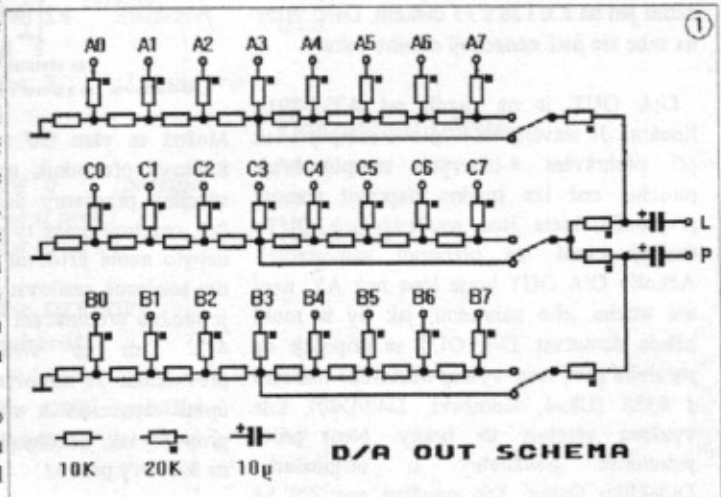 1
A0 A1 A2 A3 A4 A5 A6 A7
C0 C1 C2 C3 C4 C5 C6 C7
L
P
B0 B1 B2 B3 B4 B5 B6 B7
10K 20K 10µ
D/A OUT SCHEMA